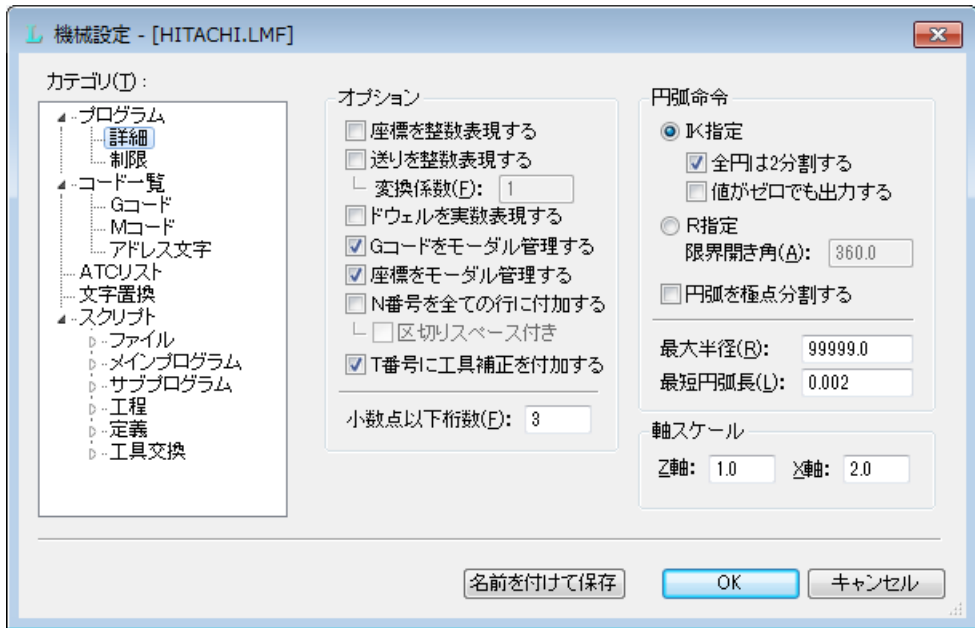 機械設定 - [HITACHI.LMF]
カテゴリ(T):
プログラム
詳細
制限
コード一覧
Gコード
Mコード
アドレス文字
ATCリスト
文字置換
スクリプト
ファイル
メインプログラム
サブプログラム
工程
定義
工具交換
オプション
座標を整数表現する
送りを整数表現する
変換係数(F): 1
ドウェルを実数表現する
Gコードをモーダル管理する
座標をモーダル管理する
N番号を全ての行に付加する
区切りスペース付き
T番号に工具補正を付加する
小数点以下桁数(F): 3
円弧命令
IK指定
全円は2分割する
値がゼロでも出力する
R指定
限界開き角(A): 360.0
円弧を極点分割する
最大半径(R): 99999.0
最短円弧長(L): 0.002
軸スケール
Z軸: 1.0 X軸: 2.0
名前を付けて保存 OK キャンセル